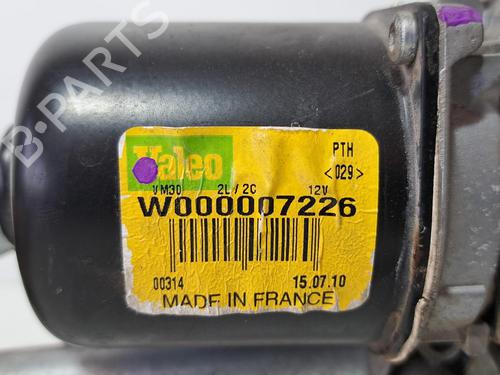 B-PARTS
Valeo
PTH
<029>
VM30 2L/2C 12V
W000007226
00314 15.07.10
MADE IN FRANCE